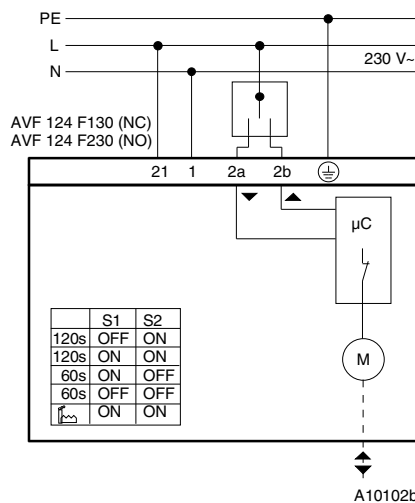 PE
L
N
230 V~
AVF 124 F130 (NC)
AVF 124 F230 (NO)
21 1 2a 2b
µC
M
S1 S2
120s OFF ON
120s ON ON
60s ON OFF
60s OFF OFF
ON ON
A10102b